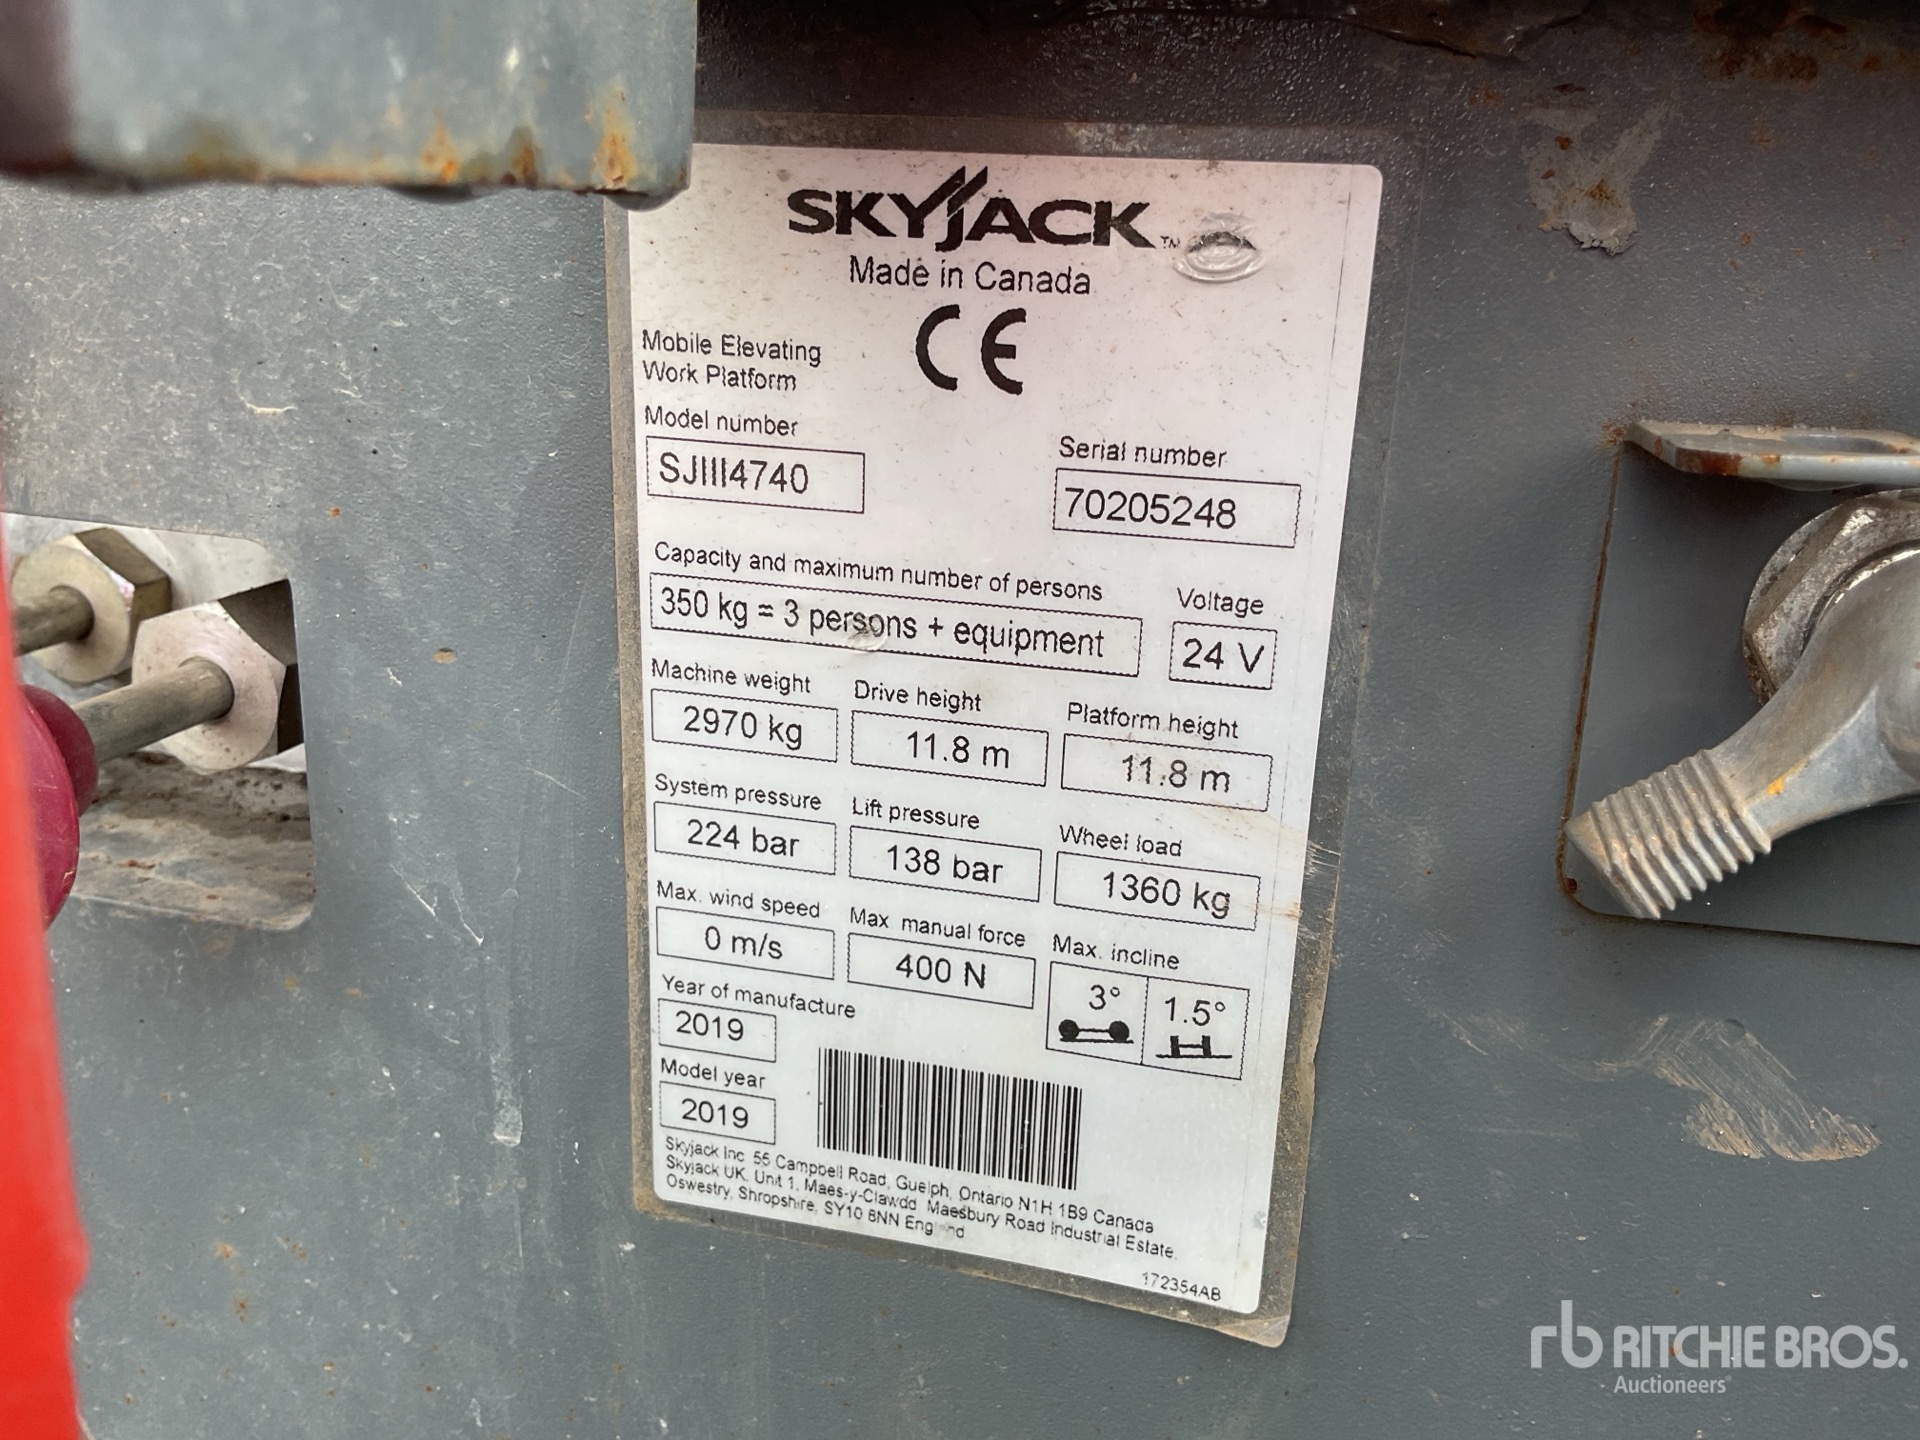 SKYJACK™
Made in Canada
CE
Mobile Elevating
Work Platform
Model number
SJIII4740
Serial number
70205248
Capacity and maximum number of persons
350 kg = 3 persons + equipment
Voltage
24 V
Machine weight
2970 kg
Drive height
11.8 m
Platform height
11.8 m
System pressure
224 bar
Lift pressure
138 bar
Wheel load
1360 kg
Max. wind speed
0 m/s
Max manual force
400 N
Max. incline
3°
1.5°
Year of manufacture
2019
Model year
2019
Skyjack Inc 55 Campbell Road, Guelph, Ontario N1H 1B9 Canada
Skyjack UK, Unit 1, Maes-y-Clawdd Maesbury Road Industrial Estate,
Oswestry, Shropshire, SY10 8NN England
172354AB
rb RITCHIE BROS.
Auctioneers